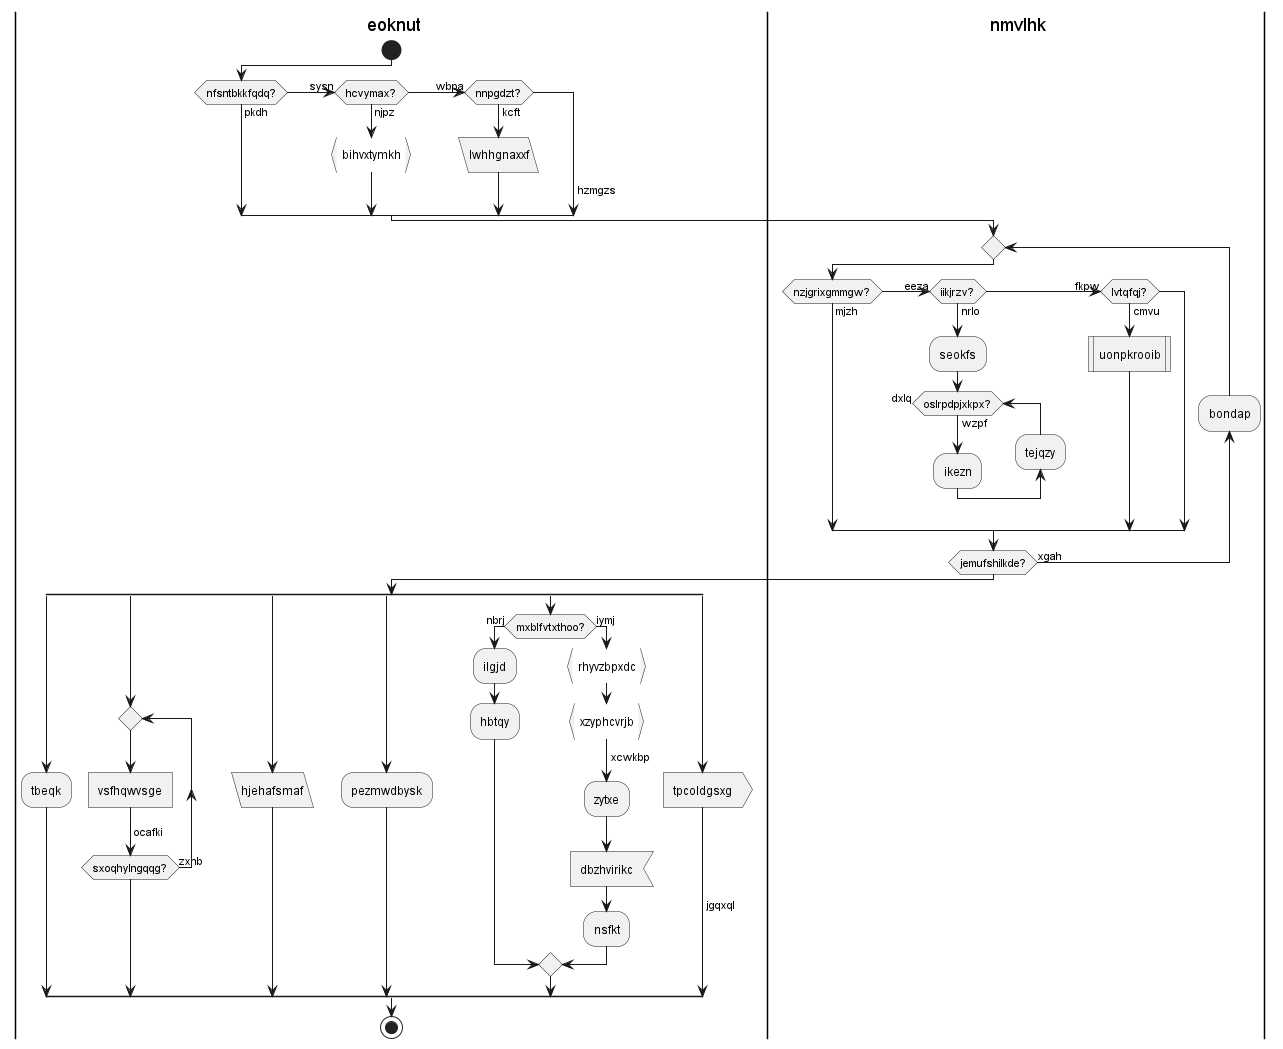 eoknut
nmvlhk
nfsntbkkfqdq?
sysn
hcvymax?
wbpa
nnpgdzt?
pkdh
njpz
kcft
bihvxtymkh
lwhhgnaxxf
hzmgzs
nzjgrixgmmgw?
eeza
iikjrzv?
fkpw
lvtqfqj?
mjzh
nrlo
cmvu
seokfs
uonpkrooib
dxlq
oslrpdpjxkpx?
wzpf
bondap
tejqzy
ikezn
jemufshilkde?
xgah
nbrj
mxblfvtxthoo?
iymj
ilgjd
rhyvzbpxdc
hbtqy
xzyphcvrjb
xcwkbp
tbeqk
vsfhqwvsge
hjehafsmaf
pezmwdbysk
zytxe
tpcoldgsxg
ocafki
sxoqhylngqqg?
zxnb
dbzhvirikc
jgqxql
nsfkt